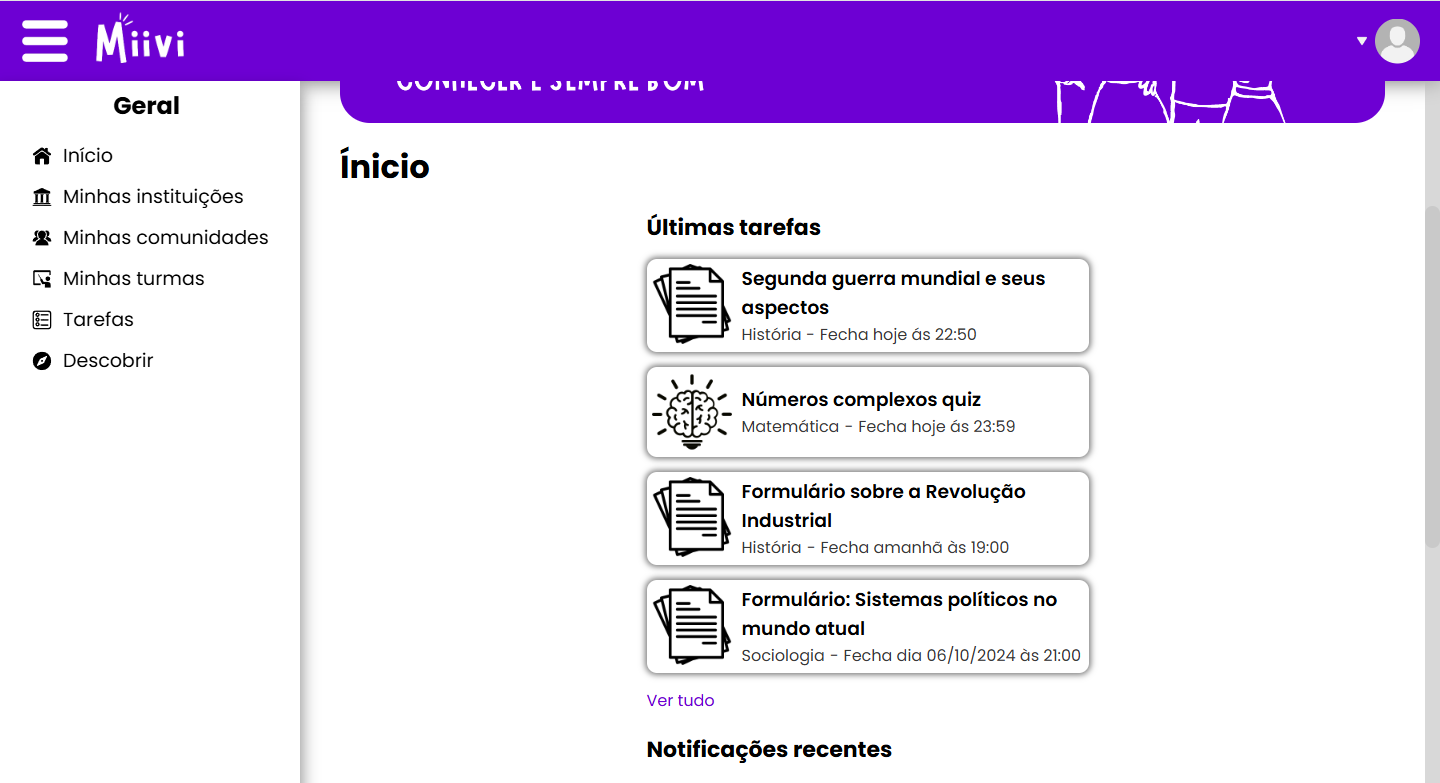 Miivi
CONHECER E SEMPRE BOM
Geral
Início
Minhas instituições
Minhas comunidades
Minhas turmas
Tarefas
Descobrir
Ínicio
Últimas tarefas
Segunda guerra mundial e seus
aspectos
História - Fecha hoje ás 22:50
Números complexos quiz
Matemática - Fecha hoje ás 23:59
Formulário sobre a Revolução
Industrial
História - Fecha amanhã às 19:00
Formulário: Sistemas políticos no
mundo atual
Sociologia - Fecha dia 06/10/2024 às 21:00
Ver tudo
Notificações recentes